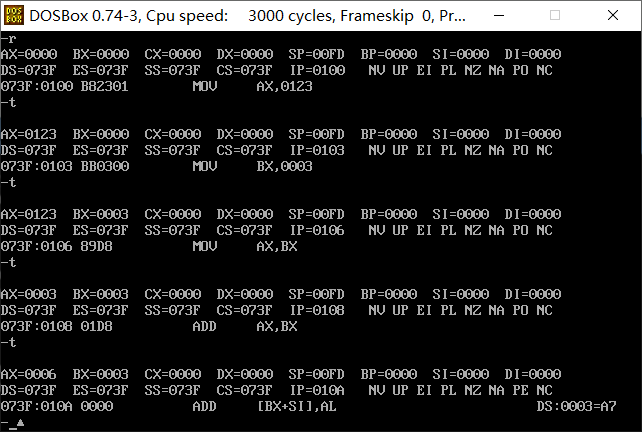 DOS
BOX
DOSBox 0.74-3, Cpu speed:    3000 cycles, Frameskip  0, Pr...
-r
AX=0000  BX=0000  CX=0000  DX=0000  SP=00FD  BP=0000  SI=0000  DI=0000
DS=073F  ES=073F  SS=073F  CS=073F  IP=0100   NV UP EI PL NZ NA PO NC
073F:0100 B82301        MOV     AX,0123
-t
AX=0123  BX=0000  CX=0000  DX=0000  SP=00FD  BP=0000  SI=0000  DI=0000
DS=073F  ES=073F  SS=073F  CS=073F  IP=0103   NV UP EI PL NZ NA PO NC
073F:0103 BB0300        MOV     BX,0003
-t
AX=0123  BX=0003  CX=0000  DX=0000  SP=00FD  BP=0000  SI=0000  DI=0000
DS=073F  ES=073F  SS=073F  CS=073F  IP=0106   NV UP EI PL NZ NA PO NC
073F:0106 89D8          MOV     AX,BX
-t
AX=0003  BX=0003  CX=0000  DX=0000  SP=00FD  BP=0000  SI=0000  DI=0000
DS=073F  ES=073F  SS=073F  CS=073F  IP=0108   NV UP EI PL NZ NA PO NC
073F:0108 01D8          ADD     AX,BX
-t
AX=0006  BX=0003  CX=0000  DX=0000  SP=00FD  BP=0000  SI=0000  DI=0000
DS=073F  ES=073F  SS=073F  CS=073F  IP=010A   NV UP EI PL NZ NA PE NC
073F:010A 0000          ADD     [BX+SI],AL                         DS:0003=A7
-_